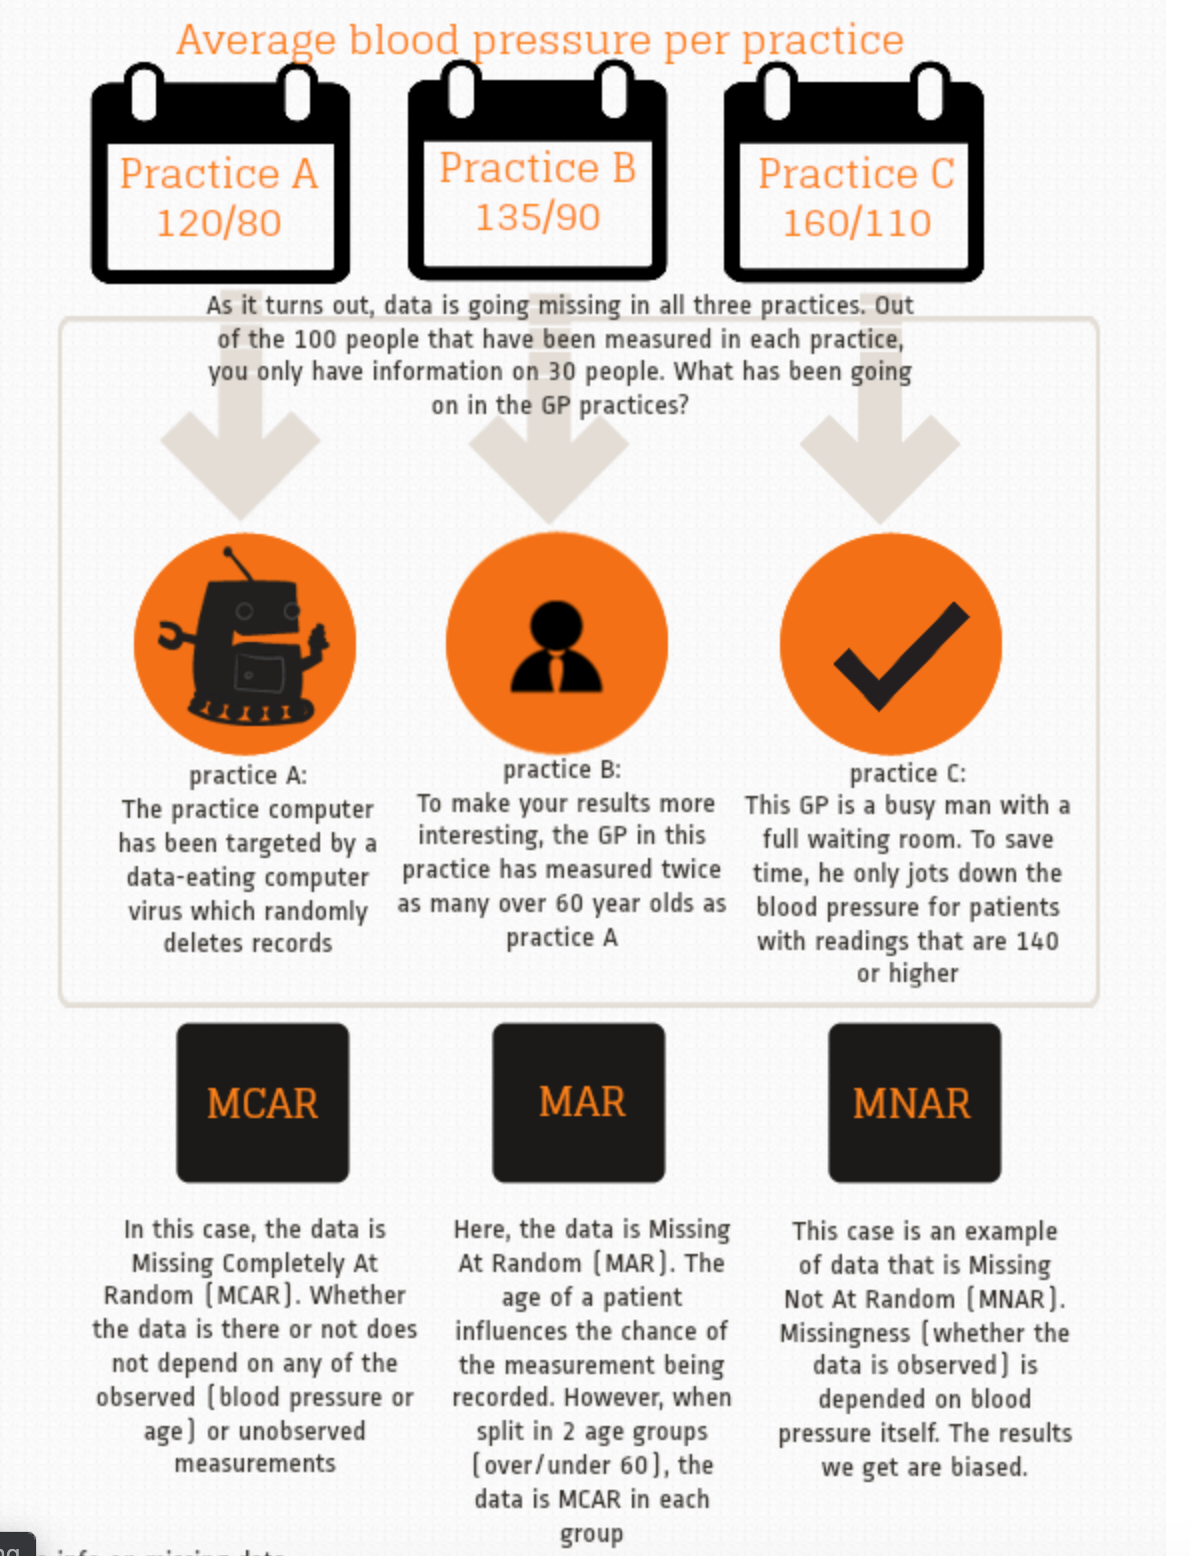 Average blood pressure per practice
Practice A
120/80
Practice B
135/90
Practice C
160/110
As it turns out, data is going missing in all three practices. Out
of the 100 people that have been measured in each practice,
you only have information on 30 people. What has been going
on in the GP practices?
practice A:
The practice computer
has been targeted by a
data-eating computer
virus which randomly
deletes records
practice B:
To make your results more
interesting, the GP in this
practice has measured twice
as many over 60 year olds as
practice A
practice C:
This GP is a busy man with a
full waiting room. To save
time, he only jots down the
blood pressure for patients
with readings that are 140
or higher
MCAR
MAR
MNAR
In this case, the data is
Missing Completely At
Random (MCAR). Whether
the data is there or not does
not depend on any of the
observed (blood pressure or
age) or unobserved
measurements
Here, the data is Missing
At Random (MAR). The
age of a patient
influences the chance of
the measurement being
recorded. However, when
split in 2 age groups
(over/under 60), the
data is MCAR in each
group
This case is an example
of data that is Missing
Not At Random (MNAR).
Missingness (whether the
data is observed) is
depended on blood
pressure itself. The results
we get are biased.
info on missing data